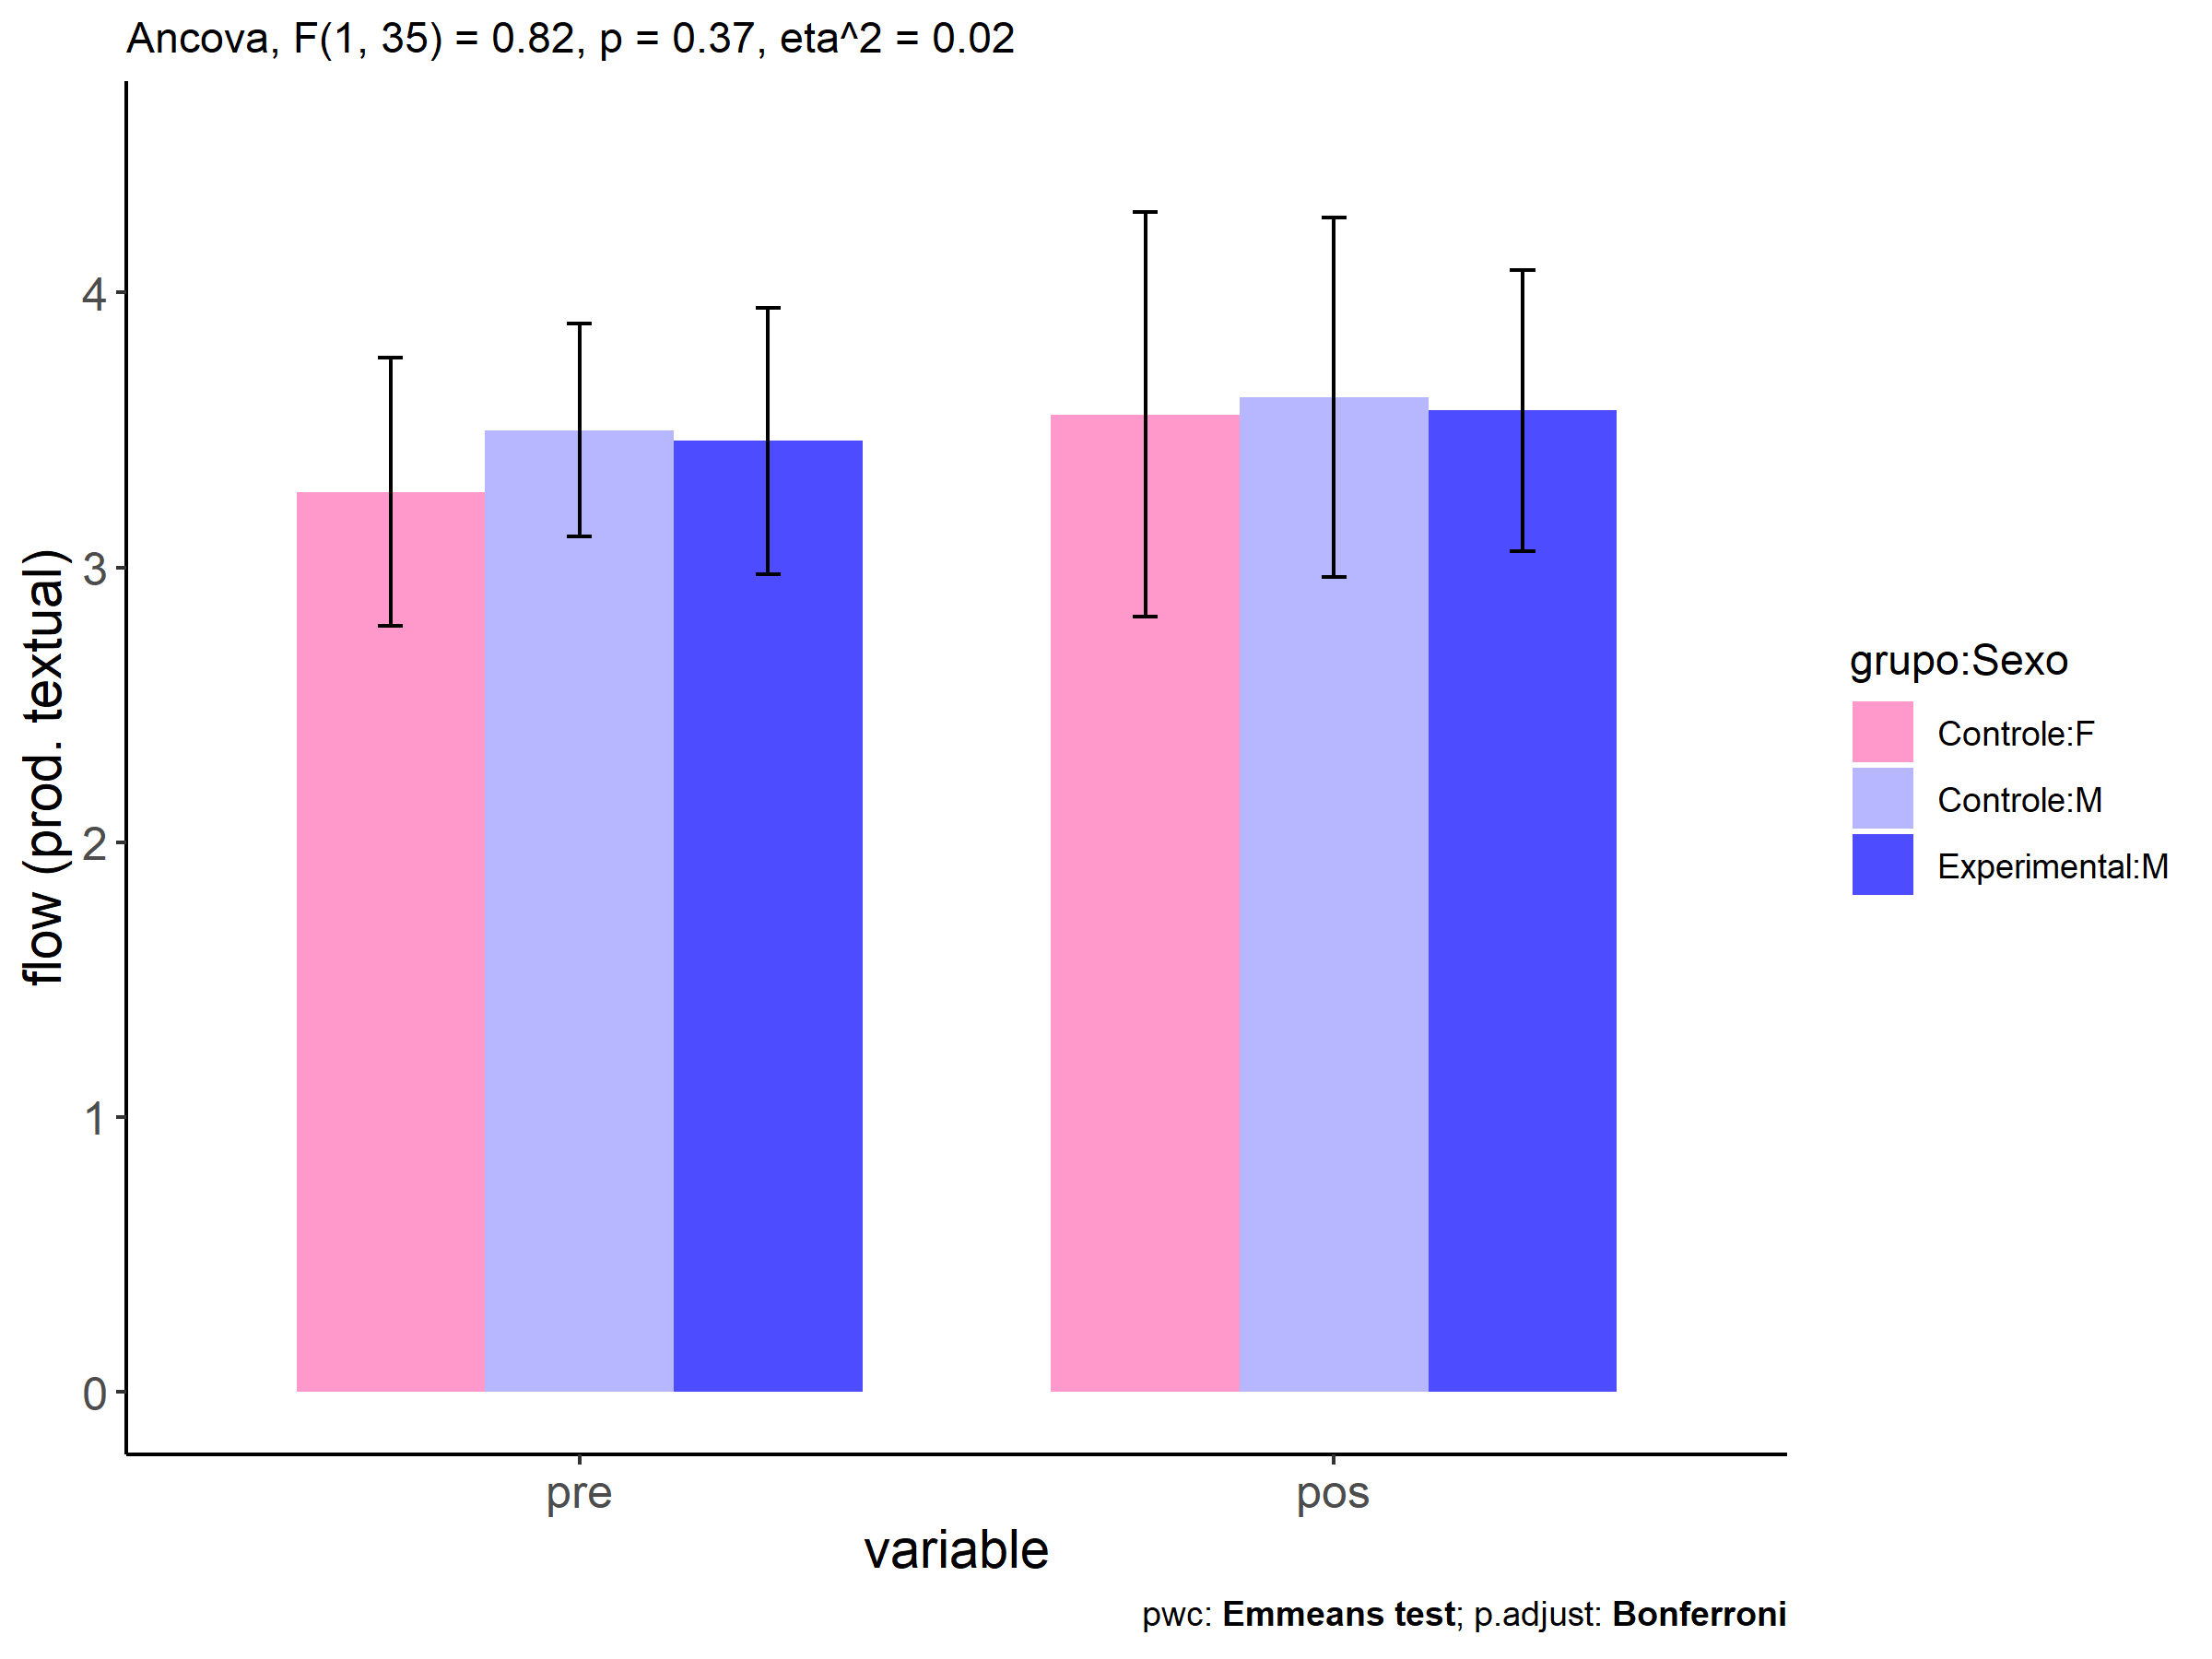 Ancova, F(1, 35) = 0.82, p = 0.37, eta^2 = 0.02
flow (prod. textual)
4
3
2
1
0
pre
pos
variable
grupo:Sexo
Controle:F
Controle:M
Experimental:M
pwc: Emmeans test; p.adjust: Bonferroni